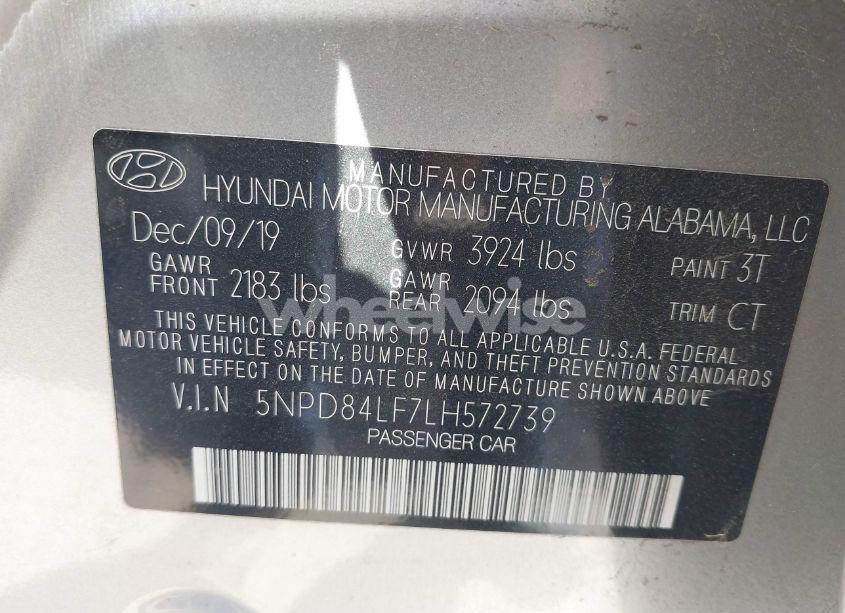 MANUFACTURED BY
HYUNDAI MOTOR MANUFACTURING ALABAMA, LLC
Dec/09/19 GVWR 3924 lbs PAINT 3T
GAWR FRONT 2183 lbs GAWR REAR 2094 lbs TRIM CT
wheelwise
THIS VEHICLE CONFORMS TO ALL APPLICABLE U.S.A. FEDERAL
MOTOR VEHICLE SAFETY, BUMPER, AND THEFT PREVENTION STANDARDS
IN EFFECT ON THE DATE OF MANUFACTURE SHOWN ABOVE
V.I.N 5NPD84LF7LH572739
PASSENGER CAR